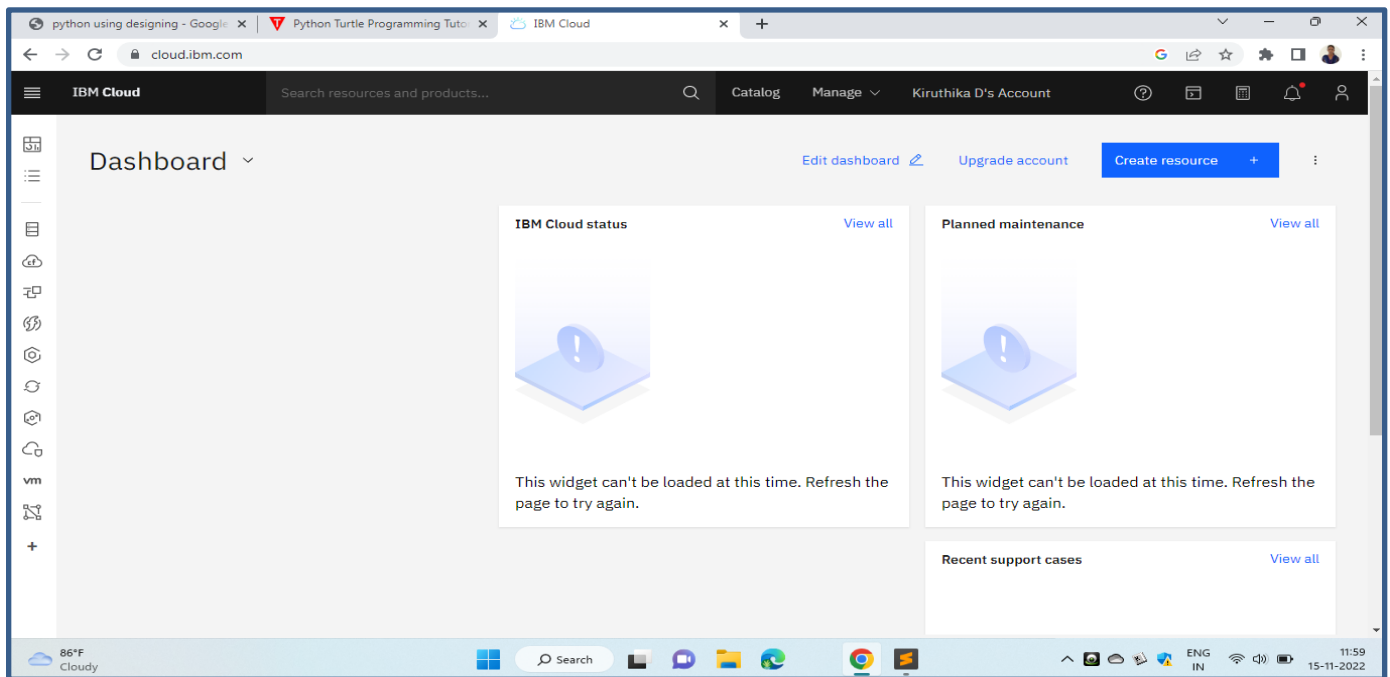 python using designing - Google
Python Turtle Programming Tuto
IBM Cloud
cloud.ibm.com
IBM Cloud
Search resources and products...
Catalog
Manage
Kiruthika D's Account
Dashboard
Edit dashboard
Upgrade account
Create resource +
IBM Cloud status
View all
Planned maintenance
View all
This widget can't be loaded at this time. Refresh the
page to try again.
This widget can't be loaded at this time. Refresh the
page to try again.
cf
vm
Recent support cases
View all
86°F
Cloudy
Search
ENG
IN
11:59
15-11-2022